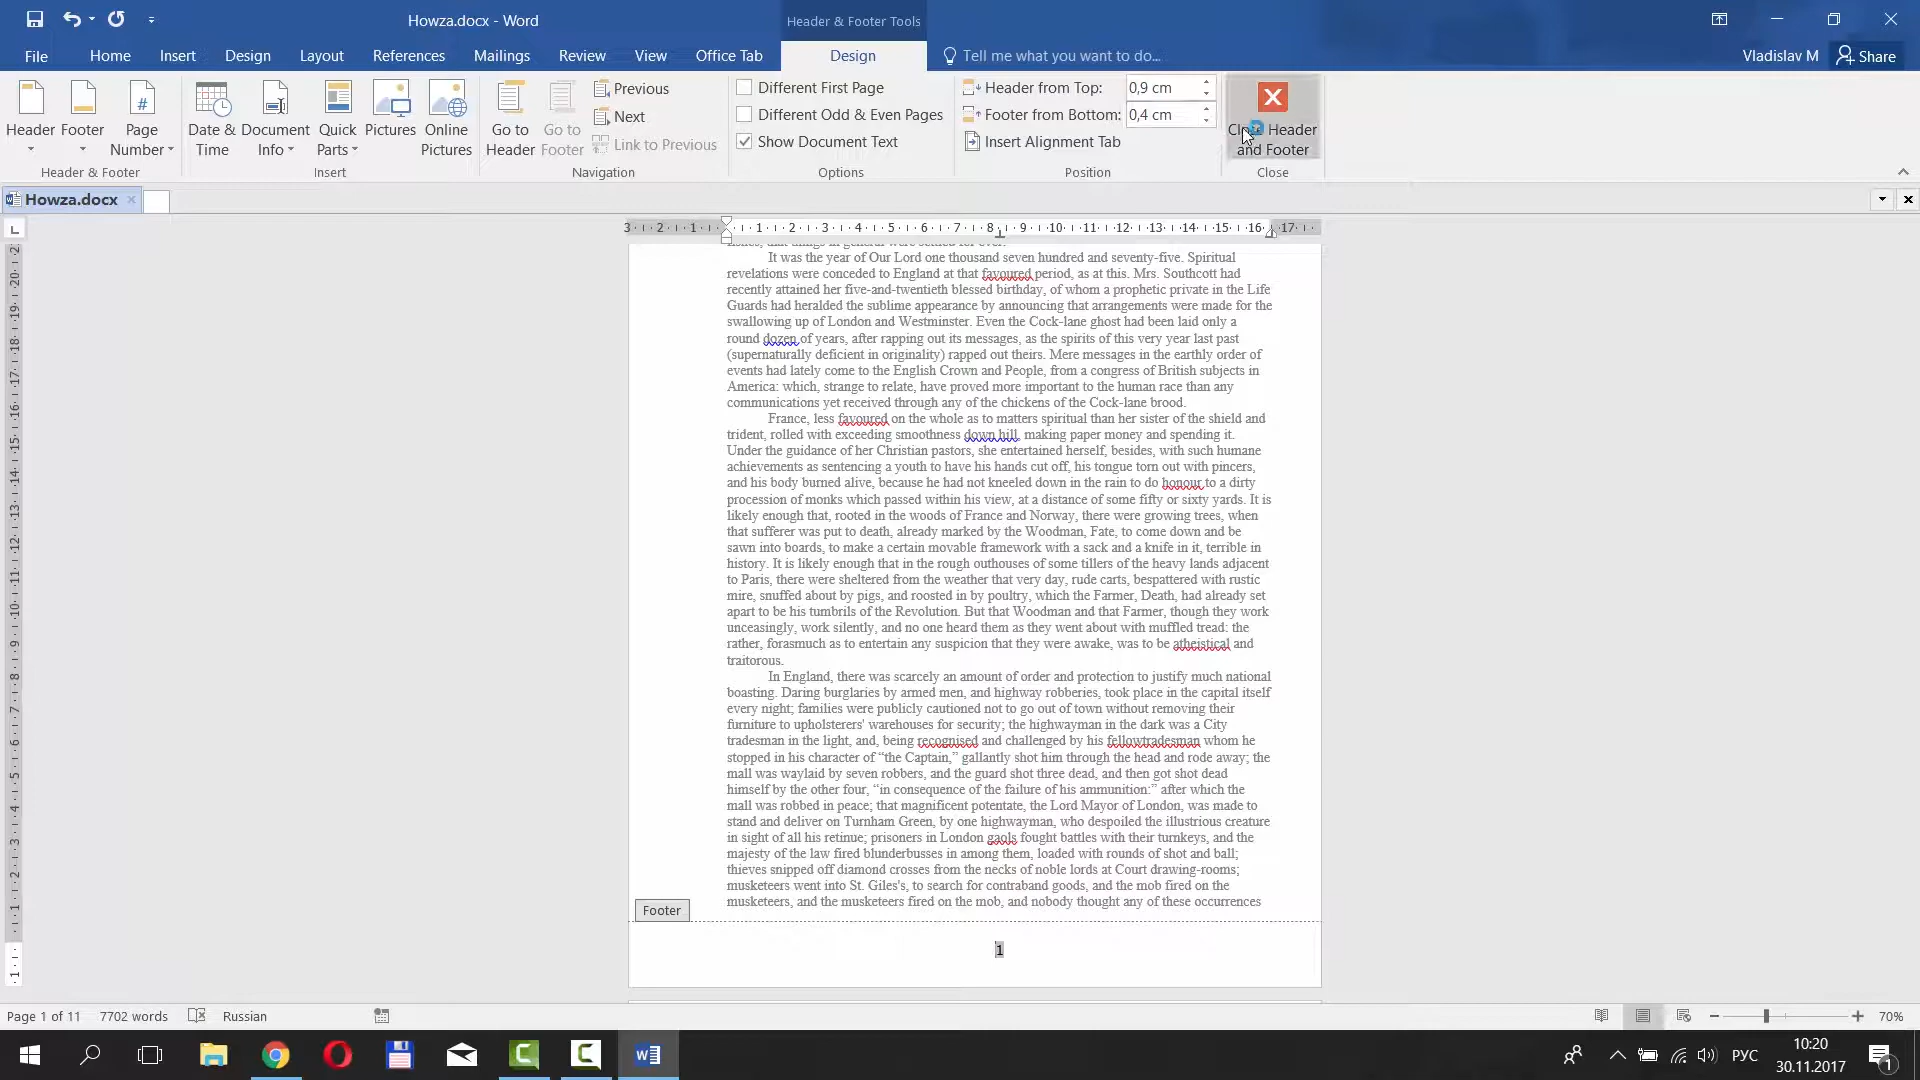 Howza.docx - Word
Header & Footer Tools
File Home Insert Design Layout References Mailings Review View Office Tab Design Tell me what you want to do... Vladislav M Share
Header
Footer
Page Number
Header & Footer
Date & Time
Document Info
Quick Parts
Pictures
Online Pictures
Insert
Go to Header
Go to Footer
Previous
Next
Link to Previous
Navigation
Different First Page
Different Odd & Even Pages
Show Document Text
Options
Header from Top: 0,9 cm
Footer from Bottom: 0,4 cm
Insert Alignment Tab
Position
Header
and Footer
Close
Howza.docx
3 2 1 1 2 3 4 5 6 7 8 9 10 11 12 13 14 15 16 17
It was the year of Our Lord one thousand seven hundred and seventy-five. Spiritual
revelations were conceded to England at that favoured period, as at this. Mrs. Southcott had
recently attained her five-and-twentieth blessed birthday, of whom a prophetic private in the Life
Guards had heralded the sublime appearance by announcing that arrangements were made for the
swallowing up of London and Westminster. Even the Cock-lane ghost had been laid only a
round dozen of years, after rapping out its messages, as the spirits of this very year last past
(supernaturally deficient in originality) rapped out theirs. Mere messages in the earthly order of
events had lately come to the English Crown and People, from a congress of British subjects in
America: which, strange to relate, have proved more important to the human race than any
communications yet received through any of the chickens of the Cock-lane brood.
France, less favoured on the whole as to matters spiritual than her sister of the shield and
trident, rolled with exceeding smoothness down hill, making paper money and spending it.
Under the guidance of her Christian pastors, she entertained herself, besides, with such humane
achievements as sentencing a youth to have his hands cut off, his tongue torn out with pincers,
and his body burned alive, because he had not kneeled down in the rain to do honour to a dirty
procession of monks which passed within his view, at a distance of some fifty or sixty yards. It is
likely enough that, rooted in the woods of France and Norway, there were growing trees, when
that sufferer was put to death, already marked by the Woodman, Fate, to come down and be
sawn into boards, to make a certain movable framework with a sack and a knife in it, terrible in
history. It is likely enough that in the rough outhouses of some tillers of the heavy lands adjacent
to Paris, there were sheltered from the weather that very day, rude carts, bespattered with rustic
mire, snuffed about by pigs, and roosted in by poultry, which the Farmer, Death, had already set
apart to be his tumbrils of the Revolution. But that Woodman and that Farmer, though they work
unceasingly, work silently, and no one heard them as they went about with muffled tread: the
rather, forasmuch as to entertain any suspicion that they were awake, was to be atheistical and
traitorous.
In England, there was scarcely an amount of order and protection to justify much national
boasting. Daring burglaries by armed men, and highway robberies, took place in the capital itself
every night; families were publicly cautioned not to go out of town without removing their
furniture to upholsterers' warehouses for security; the highwayman in the dark was a City
tradesman in the light, and, being recognised and challenged by his fellowtradesman whom he
stopped in his character of “the Captain,” gallantly shot him through the head and rode away; the
mall was waylaid by seven robbers, and the guard shot three dead, and then got shot dead
himself by the other four, “in consequence of the failure of his ammunition:” after which the
mall was robbed in peace; that magnificent potentate, the Lord Mayor of London, was made to
stand and deliver on Turnham Green, by one highwayman, who despoiled the illustrious creature
in sight of all his retinue; prisoners in London gaols fought battles with their turnkeys, and the
majesty of the law fired blunderbusses in among them, loaded with rounds of shot and ball;
thieves snipped off diamond crosses from the necks of noble lords at Court drawing-rooms;
musketeers went into St. Giles's, to search for contraband goods, and the mob fired on the
musketeers, and the musketeers fired on the mob, and nobody thought any of these occurrences
Footer
1
Page 1 of 11 7702 words Russian 70%
РУС
10:20
30.11.2017
1